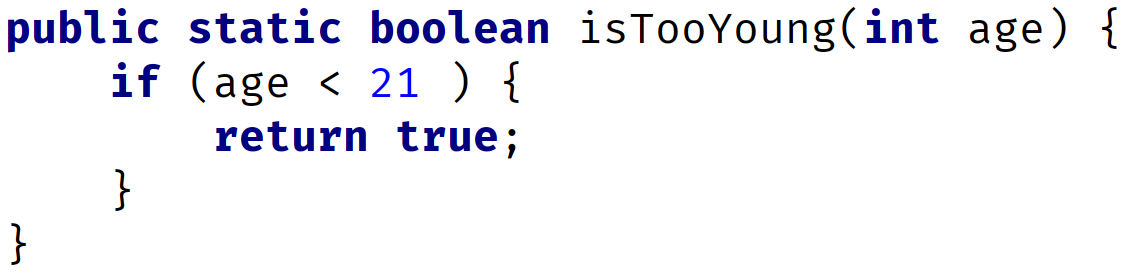 public static boolean isTooYoung(int age) {
    if (age < 21 ) {
        return true;
    }
}